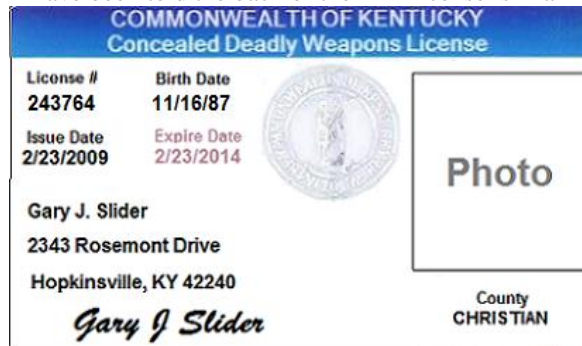 COMMONWEALTH OF KENTUCKY
Concealed Deadly Weapons License
License # Birth Date
243764 11/16/87
Issue Date Expire Date
2/23/2009 2/23/2014
Photo
Gary J. Slider
2343 Rosemont Drive
Hopkinsville, KY 42240
Gary J Slider
County
CHRISTIAN